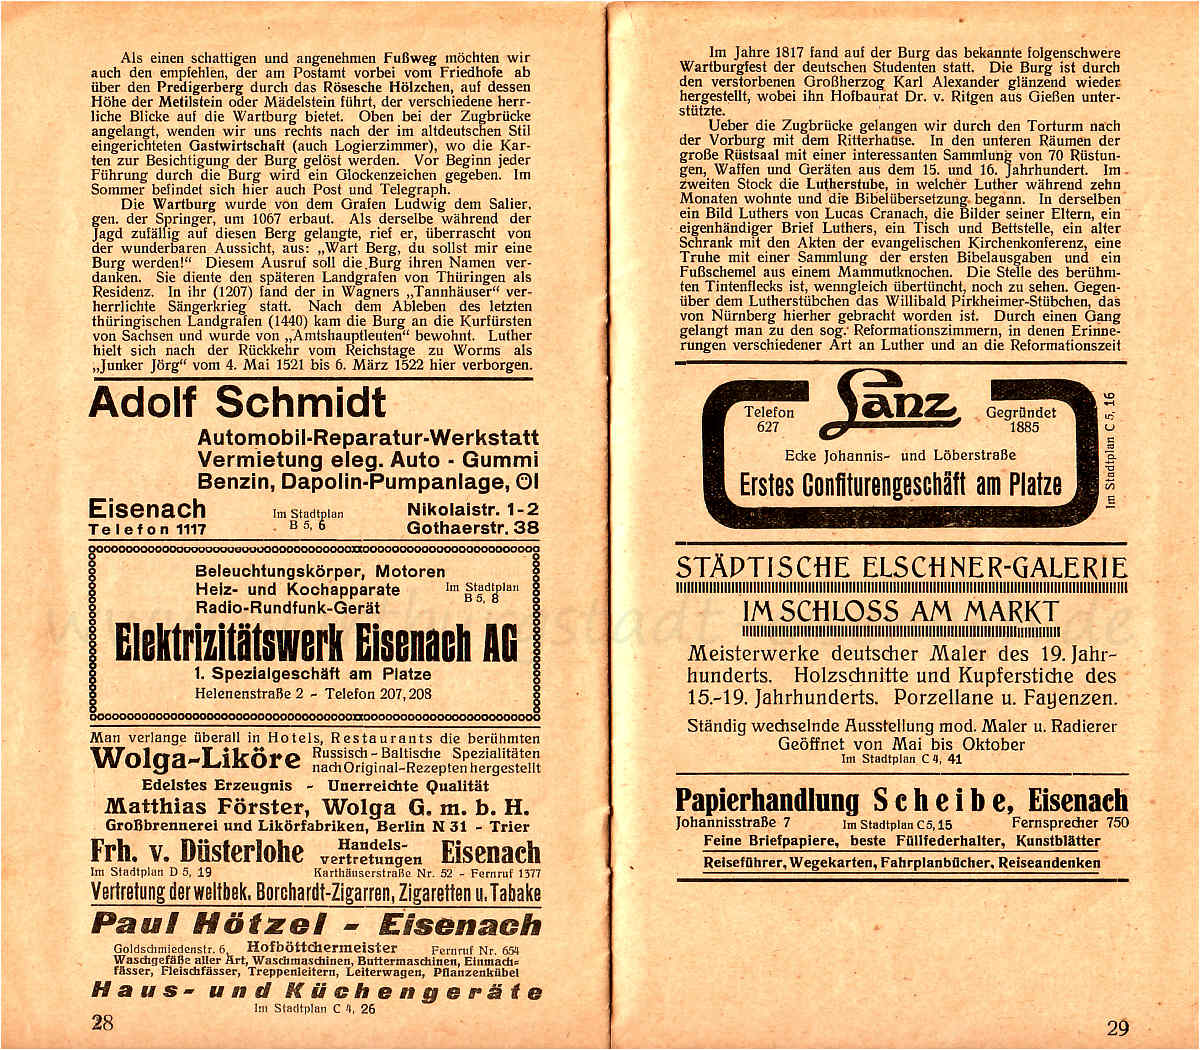 Als einen schattigen und angenehmen Fußweg möchten wir
auch den empfehlen, der am Postamt vorbei vom Friedhofe ab
über den Predigerberg durch das Rösesche Hölzchen, auf dessen
Höhe der Metilstein oder Mädelstein führt, der verschiedene herr-
liche Blicke auf die Wartburg bietet. Oben bei der Zugbrücke
angelangt, wenden wir uns rechts nach der im altdeutschen Stil
eingerichteten Gastwirtschaft (auch Logierzimmer), wo die Kar-
ten zur Besichtigung der Burg gelöst werden. Vor Beginn jeder
Führung durch die Burg wird ein Glockenzeichen gegeben. Im
Sommer befindet sich hier auch Post und Telegraph.
Die Wartburg wurde von dem Grafen Ludwig dem Salier,
gen. der Springer, um 1067 erbaut. Als derselbe während der
Jagd zufällig auf diesen Berg gelangte, rief er, überrascht von
der wunderbaren Aussicht, aus: „Wart Berg, du sollst mir eine
Burg werden!“ Diesem Ausruf soll die Burg ihren Namen ver-
danken. Sie diente den späteren Landgrafen von Thüringen als
Residenz. In ihr (1207) fand der in Wagners „Tannhäuser“ ver-
herrlichte Sängerkrieg statt. Nach dem Ableben des letzten
thüringischen Landgrafen (1440) kam die Burg an die Kurfürsten
von Sachsen und wurde von „Amtshauptleuten“ bewohnt. Luther
hielt sich nach der Rückkehr vom Reichstage zu Worms als
„Junker Jörg“ vom 4. Mai 1521 bis 6. März 1522 hier verborgen.
Adolf Schmidt
Automobil-Reparatur-Werkstatt
Vermietung eleg. Auto - Gummi
Benzin, Dapolin-Pumpanlage, Öl
Eisenach Im Stadtplan Nikolaistr. 1-2
Telefon 1117 B 5, 6 Gothaerstr. 38
Beleuchtungskörper, Motoren
Heiz- und Kochapparate Im Stadtplan
Radio-Rundfunk-Gerät B 5, 8
Elektrizitätswerk Eisenach AG
1. Spezialgeschäft am Platze
Helenenstraße 2 - Telefon 207, 208
Man verlange überall in Hotels, Restaurants die berühmten
Wolga-Liköre Russisch-Baltische Spezialitäten
nach Original-Rezepten hergestellt
Edelstes Erzeugnis - Unerreichte Qualität
Matthias Förster, Wolga G. m. b. H.
Großbrennerei und Likörfabriken, Berlin N 31 - Trier
Frh. v. Düsterlohe Handels-vertretungen Eisenach
Im Stadtplan D 5, 19 Karthäuserstraße Nr. 52 - Fernruf 1377
Vertretung der weltbek. Borchardt-Zigarren, Zigaretten u. Tabake
Paul Hötzel - Eisenach
Goldschmiedenstr. 6, Hofböttchermeister Fernruf Nr. 654
Waschgefäße aller Art, Waschmaschinen, Buttermaschinen, Einmach-
fässer, Fleischfässer, Treppenleitern, Leiterwagen, Pflanzenkübel
Haus- und Küchengeräte
Im Stadtplan C 4, 26
28
Im Jahre 1817 fand auf der Burg das bekannte folgenschwere
Wartburgfest der deutschen Studenten statt. Die Burg ist durch
den verstorbenen Großherzog Karl Alexander glänzend wieder
hergestellt, wobei ihn Hofbaurat Dr. v. Ritgen aus Gießen unter-
stützte.
Ueber die Zugbrücke gelangen wir durch den Torturm nach
der Vorburg mit dem Ritterhause. In den unteren Räumen der
große Rüstsaal mit einer interessanten Sammlung von 70 Rüstun-
gen, Waffen und Geräten aus dem 15. und 16. Jahrhundert. Im
zweiten Stock die Lutherstube, in welcher Luther während zehn
Monaten wohnte und die Bibelübersetzung begann. In derselben
ein Bild Luthers von Lucas Cranach, die Bilder seiner Eltern, ein
eigenhändiger Brief Luthers, ein Tisch und Bettstelle, ein alter
Schrank mit den Akten der evangelischen Kirchenkonferenz, eine
Truhe mit einer Sammlung der ersten Bibelausgaben und ein
Fußschemel aus einem Mammutknochen. Die Stelle des berühm-
ten Tintenflecks ist, wenngleich übertüncht, noch zu sehen. Gegen-
über dem Lutherstübchen das Willibald Pirkheimer-Stübchen, das
von Nürnberg hierher gebracht worden ist. Durch einen Gang
gelangt man zu den sog. Reformationszimmern, in denen Erinne-
rungen verschiedener Art an Luther und an die Reformationszeit
Telefon Lanz Gegründet
627 1885
Ecke Johannis- und Löberstraße
Erstes Confiturengeschäft am Platze
Im Stadtplan C 5, 16
STÄDTISCHE ELSCHNER-GALERIE
IM SCHLOSS AM MARKT
Meisterwerke deutscher Maler des 19. Jahr-
hunderts. Holzschnitte und Kupferstiche des
15.-19. Jahrhunderts. Porzellane u. Fayenzen.
Ständig wechselnde Ausstellung mod. Maler u. Radierer
Geöffnet von Mai bis Oktober
Im Stadtplan C 4, 41
Papierhandlung Scheibe, Eisenach
Johannisstraße 7 Im Stadtplan C 5, 15 Fernsprecher 750
Feine Briefpapiere, beste Füllfederhalter, Kunstblätter
Reiseführer, Wegekarten, Fahrplanbücher, Reiseandenken
29